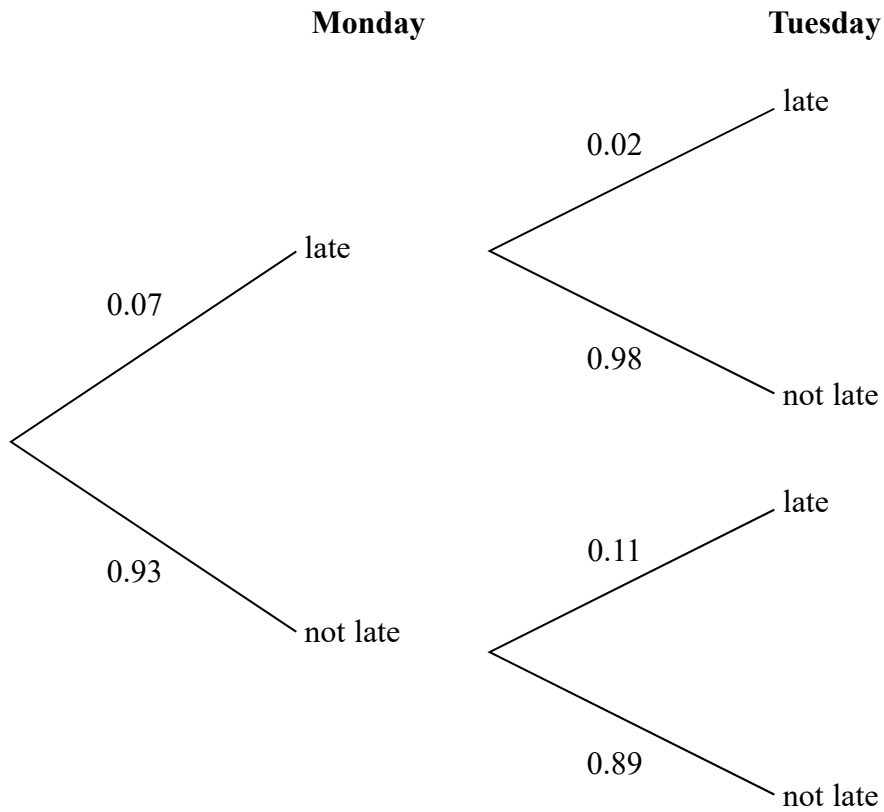 Monday Tuesday
late
0.02
late
0.07
0.98
not late
late
0.11
0.93
not late
0.89
not late